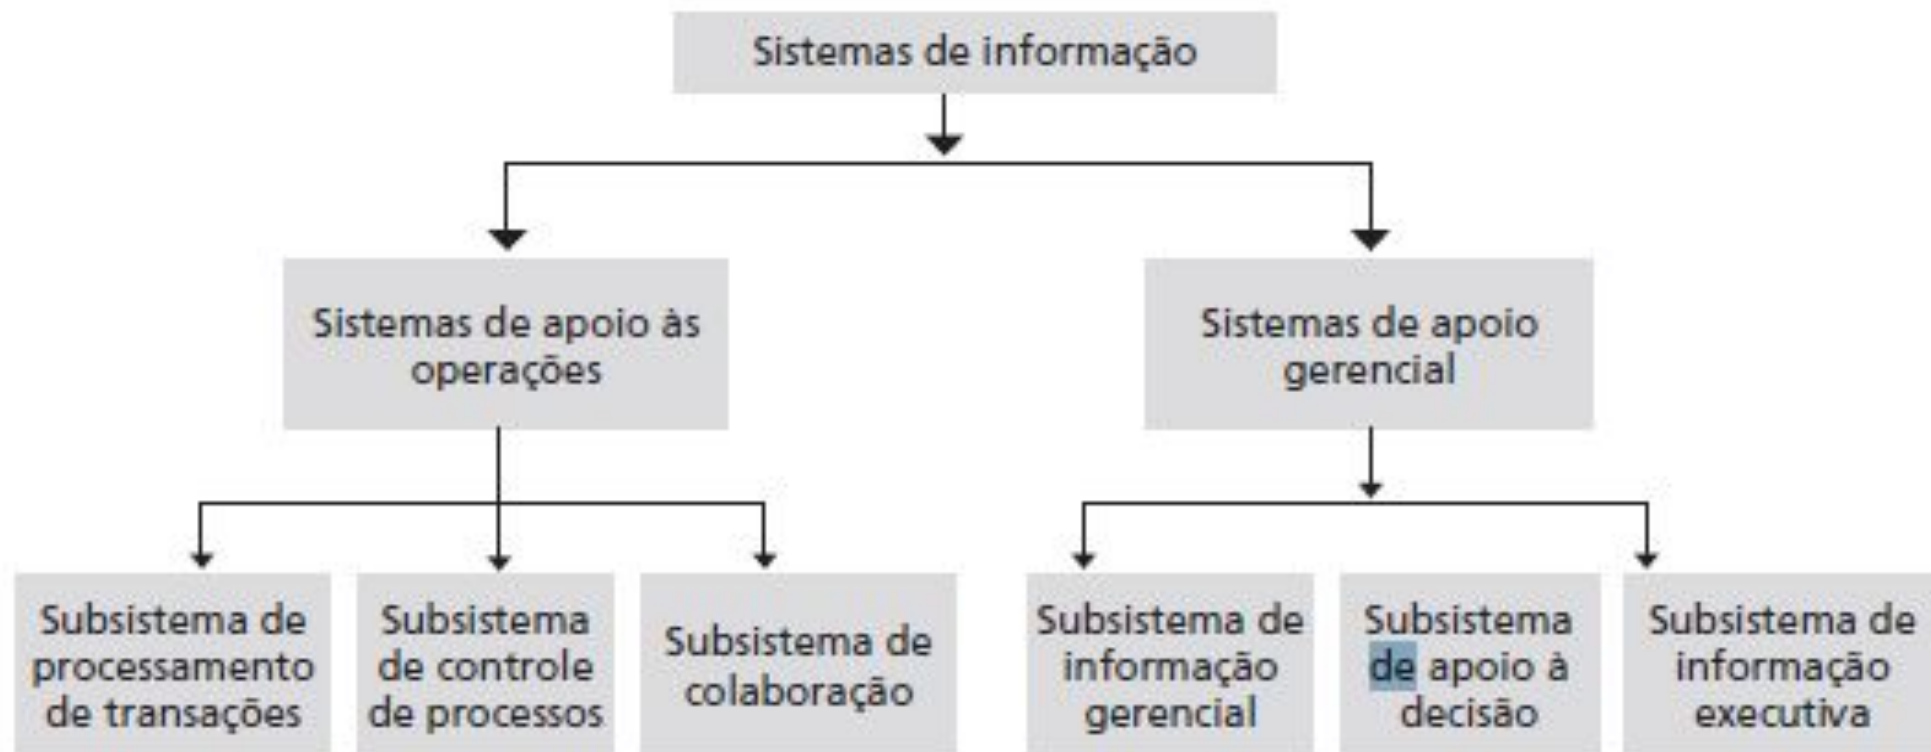 Sistemas de informação
Sistemas de apoio às
operações
Sistemas de apoio
gerencial
Subsistema de
processamento
de transações
Subsistema
de controle
de processos
Subsistema de
colaboração
Subsistema de
informação
gerencial
Subsistema
de apoio à
decisão
Subsistema de
informação
executiva